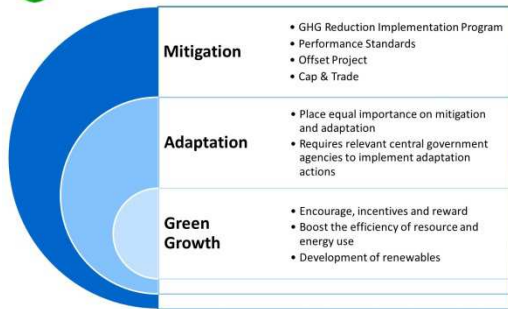 Mitigation
• GHG Reduction Implementation Program
• Performance Standards
• Offset Project
• Cap & Trade
Adaptation
• Place equal importance on mitigation
and adaptation
• Requires relevant central government
agencies to implement adaptation
actions
Green
Growth
• Encourage, incentives and reward
• Boost the efficiency of resource and
energy use
• Development of renewables